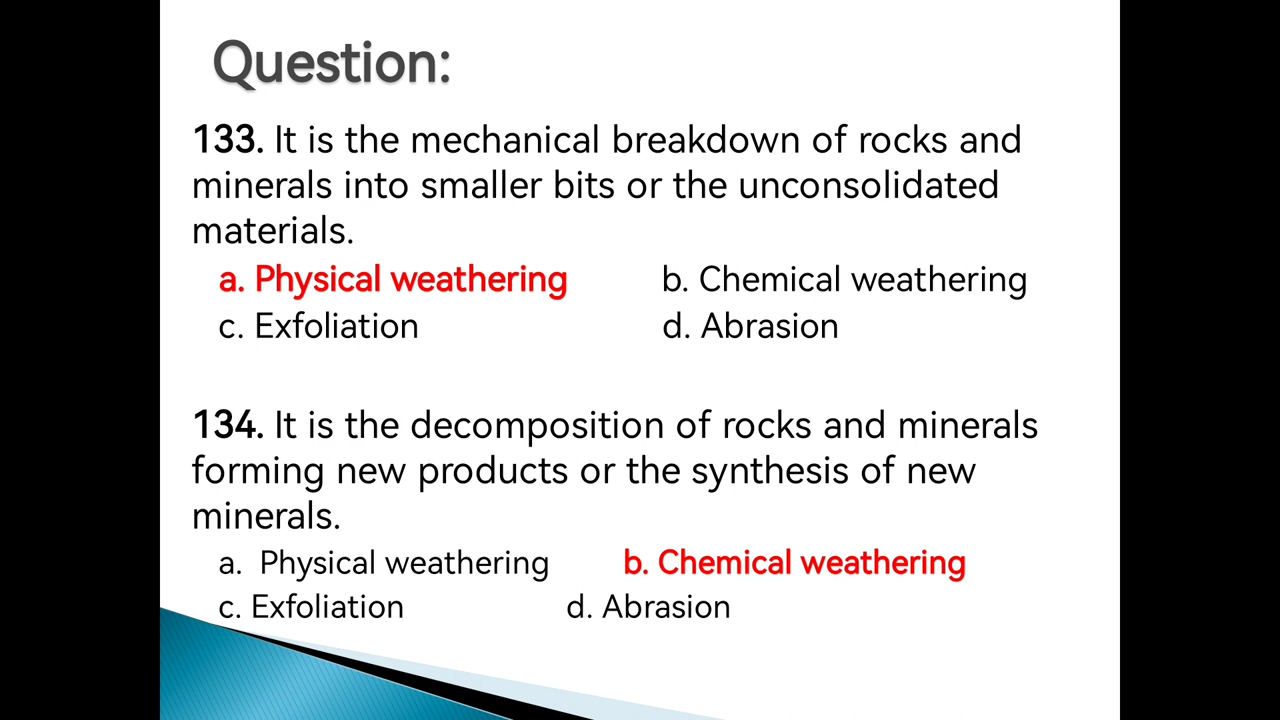 Question:
133. It is the mechanical breakdown of rocks and
minerals into smaller bits or the unconsolidated
materials.
a. Physical weathering b. Chemical weathering
c. Exfoliation d. Abrasion
134. It is the decomposition of rocks and minerals
forming new products or the synthesis of new
minerals.
a. Physical weathering b. Chemical weathering
c. Exfoliation d. Abrasion